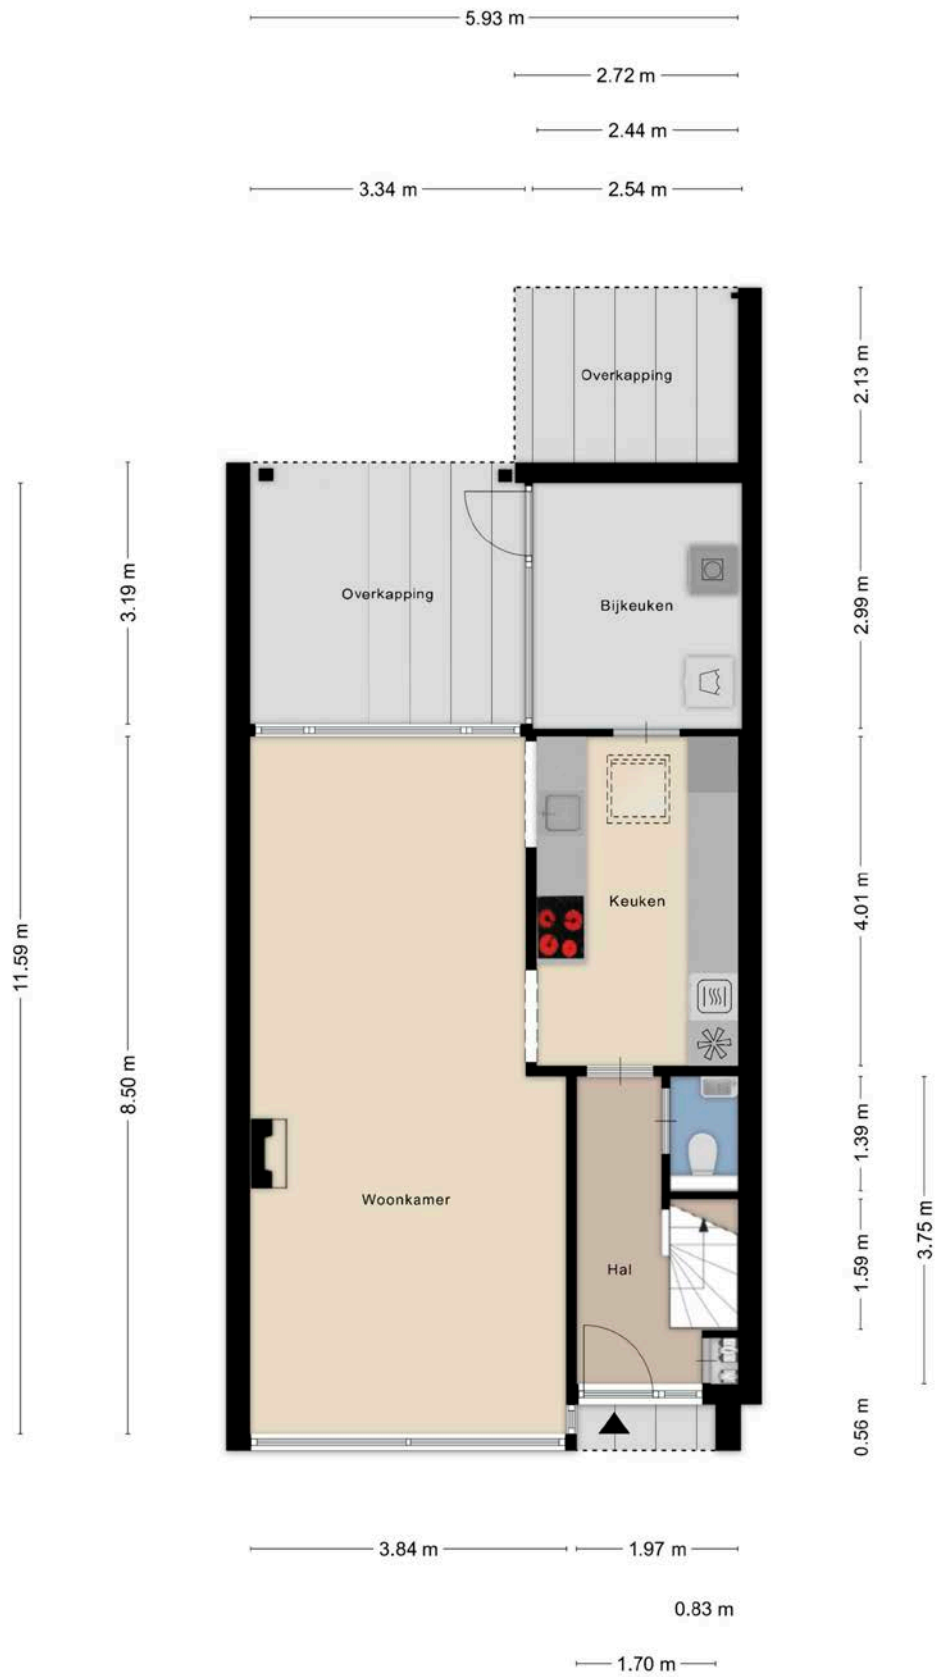 5.93 m
2.72 m
2.44 m
3.34 m
2.54 m
2.13 m
Overkapping
3.19 m
Overkapping
Bijkeuken
2.99 m
11.59 m
Keuken
4.01 m
8.50 m
1.39 m
Woonkamer
3.75 m
Hal
1.59 m
0.56 m
3.84 m
1.97 m
0.83 m
1.70 m